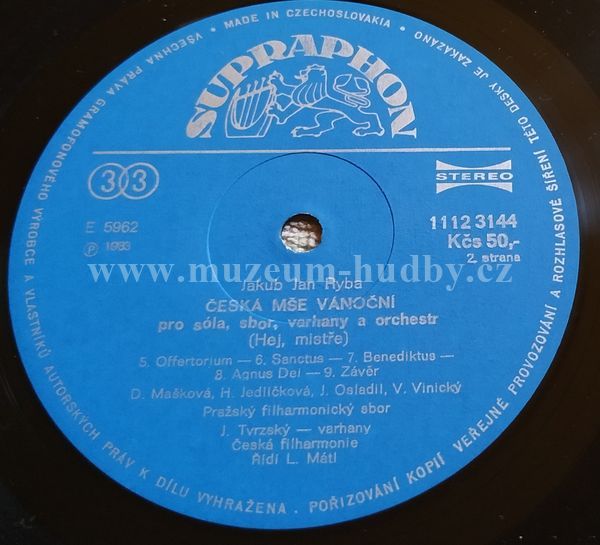 MADE IN CZECHOSLOVAKIA • VŠECHNA PRÁVA GRAMOFONOVÉHO VÝROBCE A VLASTNÍKŮ AUTORSKÝCH PRÁV K DÍLU VYHRAŽENA. POŘIZOVÁNÍ KOPIÍ VEŘEJNÉ PROVOZOVÁNÍ A ROZHLASOVÉ ŠÍŘENÍ TÉTO DESKY JE ZAKÁZÁNO •
SUPRAPHON
33
STEREO
E 5962
1112 3144
℗ 1983
Kčs 50,-
2. strana
www.muzeum-hudby.cz
Jakub Jan Ryba
ČESKÁ MŠE VÁNOČNÍ
pro sóla, sbor, varhany a orchestr
(Hej, mistře)
5. Offertorium — 6. Sanctus — 7. Benediktus —
8. Agnus Dei — 9. Závěr
D. Mašková, H. Jedličková, J. Osladil, V. Vinický
Pražský filharmonický sbor
J. Tvrzský — varhany
Česká filharmonie
Řídí L. Mátl